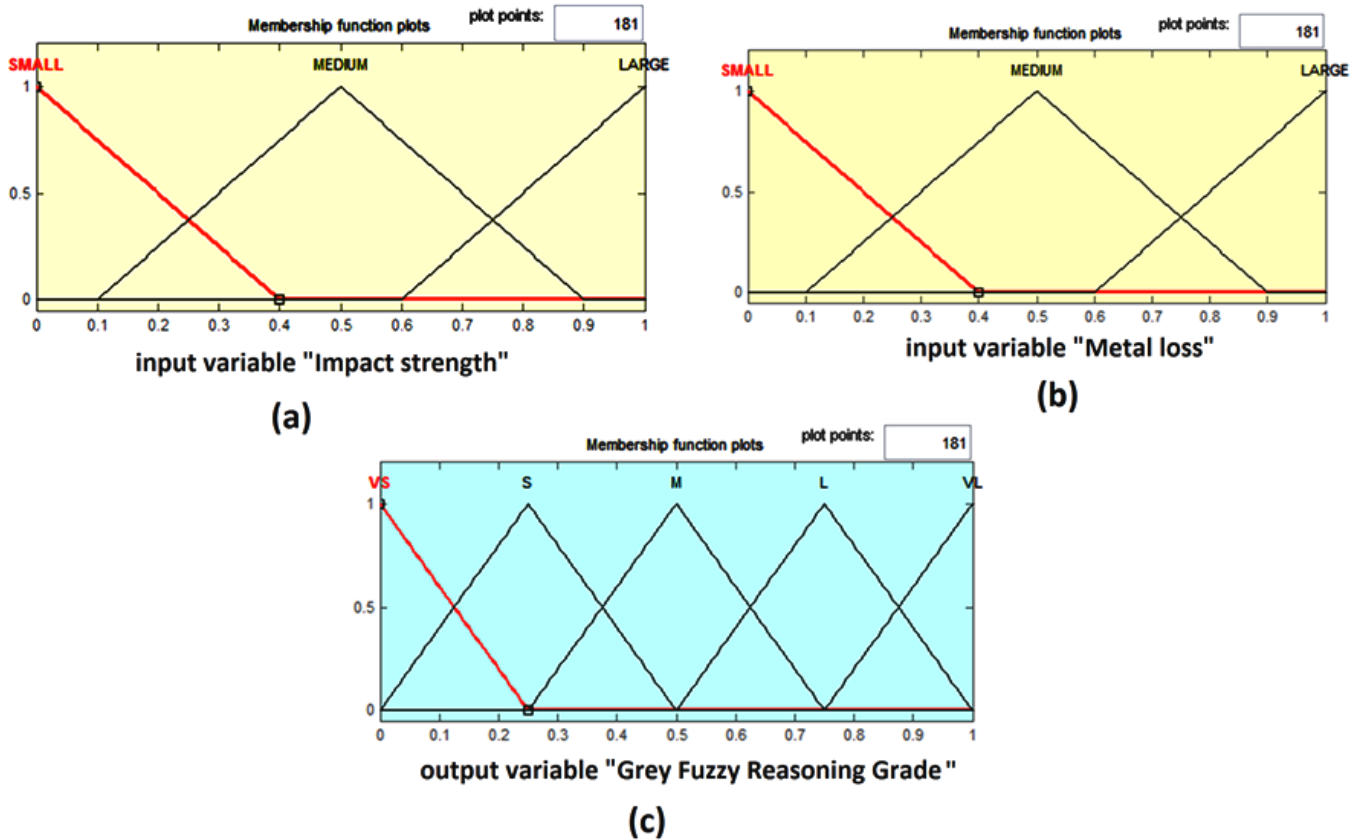 Membership function plots plot points: 181
SMALL MEDIUM LARGE
1
0.5
0
0 0.1 0.2 0.3 0.4 0.5 0.6 0.7 0.8 0.9 1
input variable "Impact strength"
(a)
Membership function plots plot points: 181
SMALL MEDIUM LARGE
1
0.5
0
0 0.1 0.2 0.3 0.4 0.5 0.6 0.7 0.8 0.9 1
input variable "Metal loss"
(b)
Membership function plots plot points: 181
VS S M L VL
1
0.5
0
0 0.1 0.2 0.3 0.4 0.5 0.6 0.7 0.8 0.9 1
output variable "Grey Fuzzy Reasoning Grade"
(c)